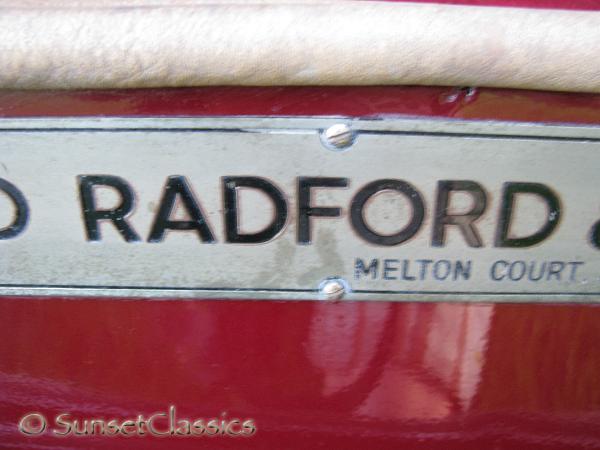 D RADFORD &
MELTON COURT
© SunsetClassics